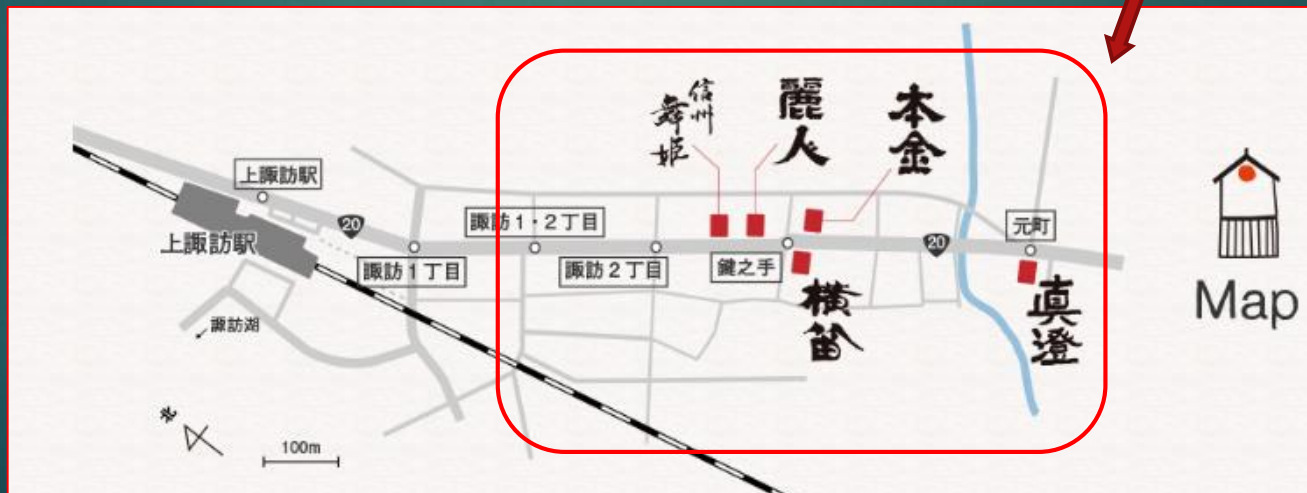 信州
舞姫
麗人
本金
上諏訪駅
20
諏訪1・2丁目
元町
上諏訪駅
20
諏訪1丁目
諏訪2丁目
鍵之手
横笛
真澄
Map
諏訪湖
北
100m